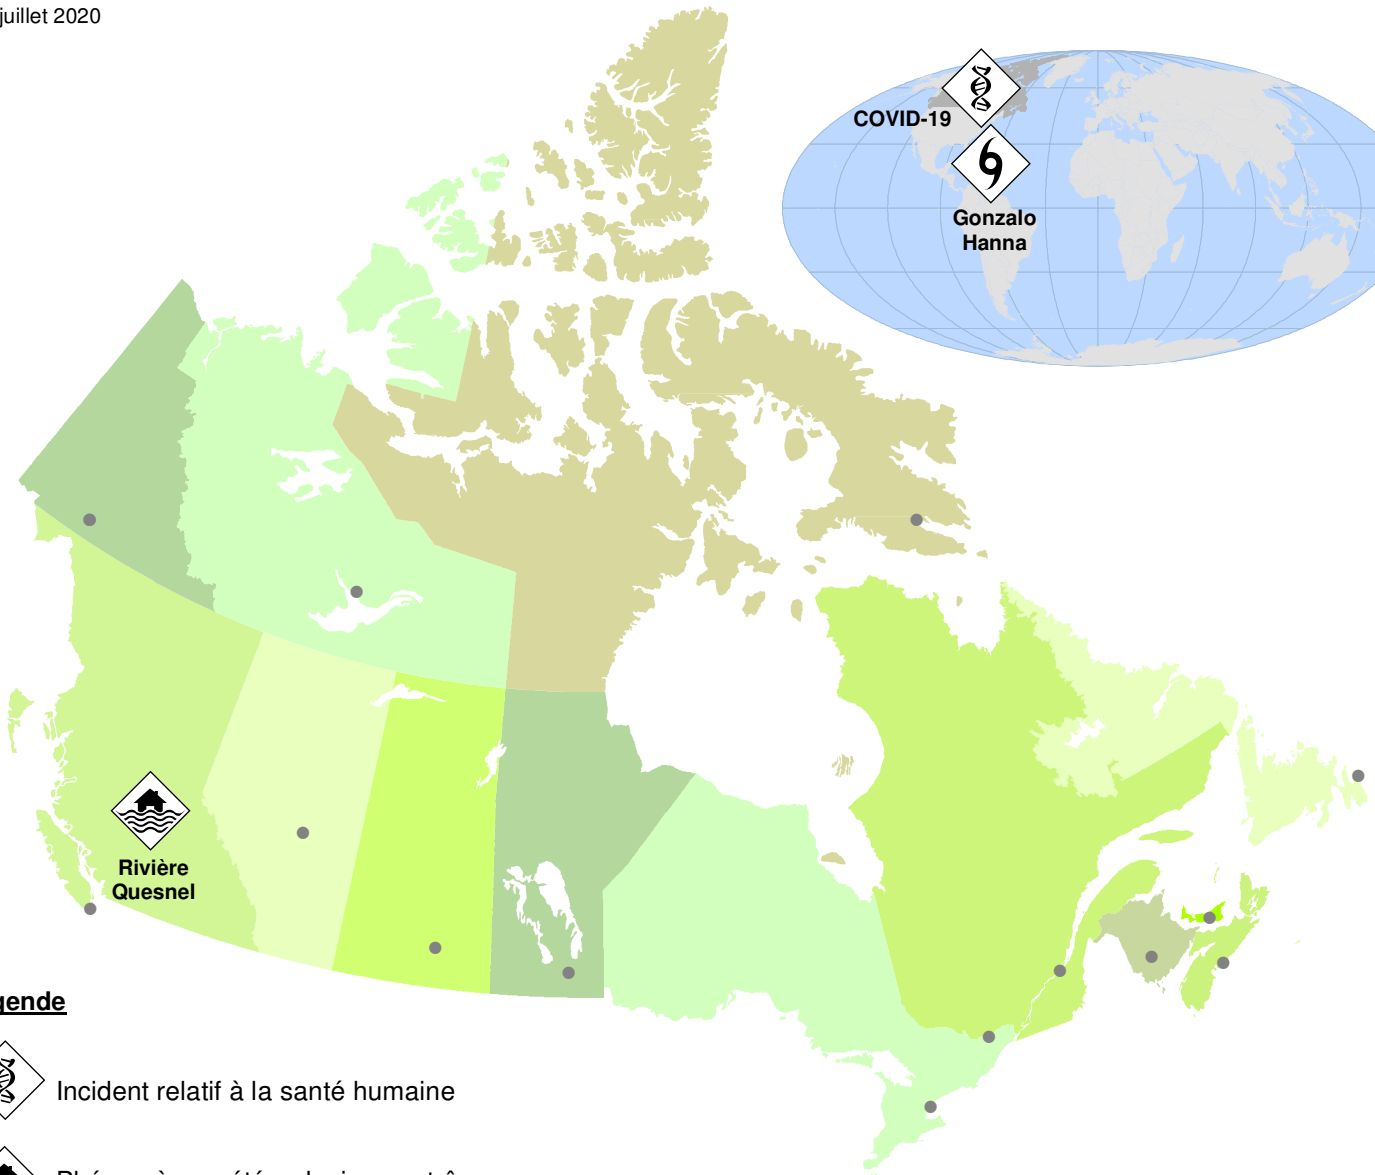 juillet 2020
COVID-19
Gonzalo
Hanna
Rivière
Quesnel
gende
Incident relatif à la santé humaine